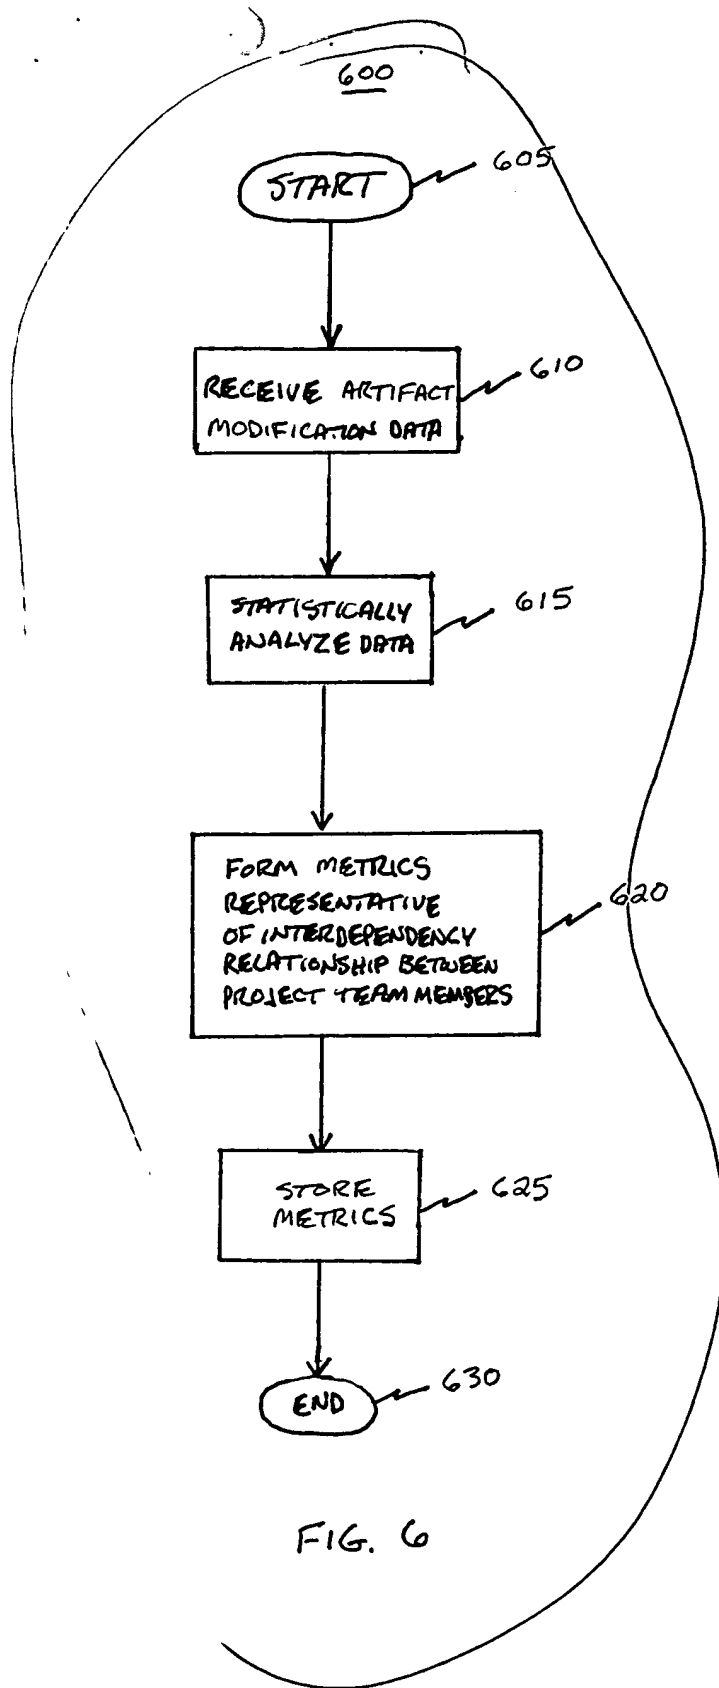 600
START
605
RECEIVE ARTIFACT
MODIFICATION DATA
610
STATISTICALLY
ANALYZE DATA
615
FORM METRICS
REPRESENTATIVE
OF INTERDEPENDENCY
RELATIONSHIP BETWEEN
PROJECT TEAM MEMBERS
620
STORE
METRICS
625
END
630
FIG. 6